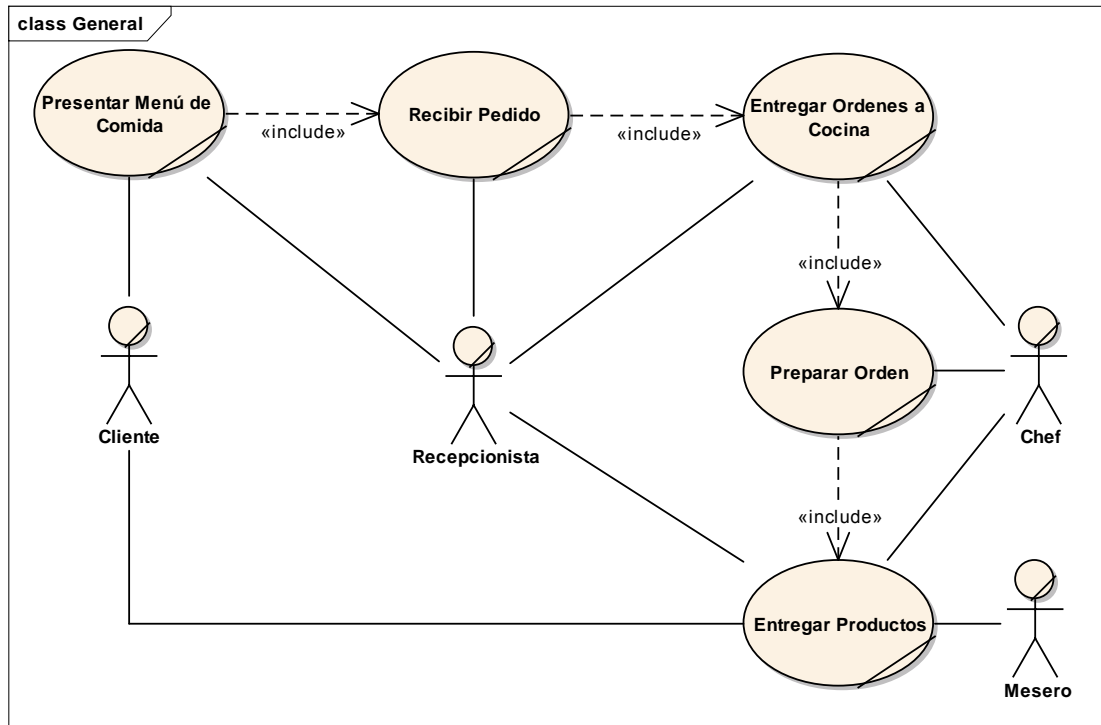 class General
Presentar Menú de
Comida
«include»
Recibir Pedido
«include»
Entregar Ordenes a
Cocina
«include»
Cliente
Recepcionista
Preparar Orden
Chef
«include»
Entregar Productos
Mesero